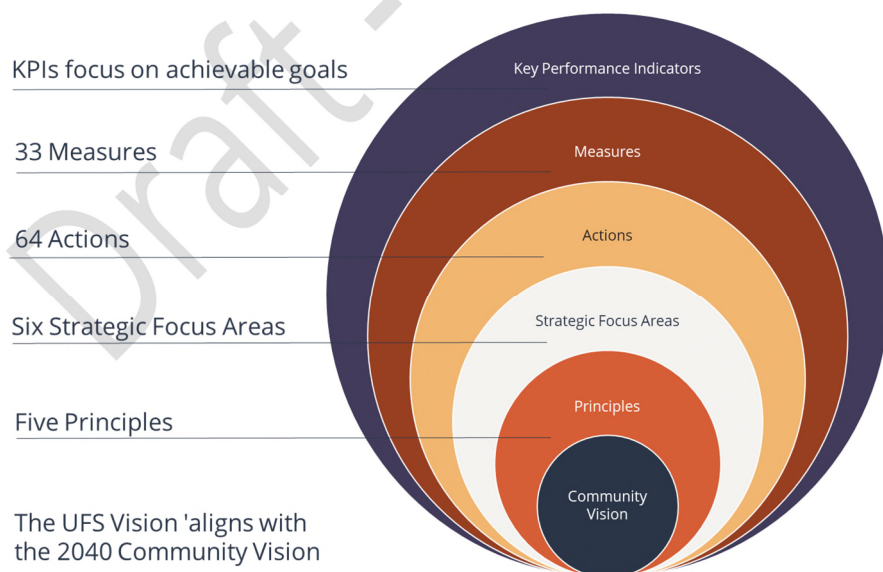 KPIs focus on achievable goals
33 Measures
64 Actions
Six Strategic Focus Areas
Five Principles
The UFS Vision 'aligns with
the 2040 Community Vision
Key Performance Indicators
Measures
Actions
Strategic Focus Areas
Principles
Community
Vision
Draft -